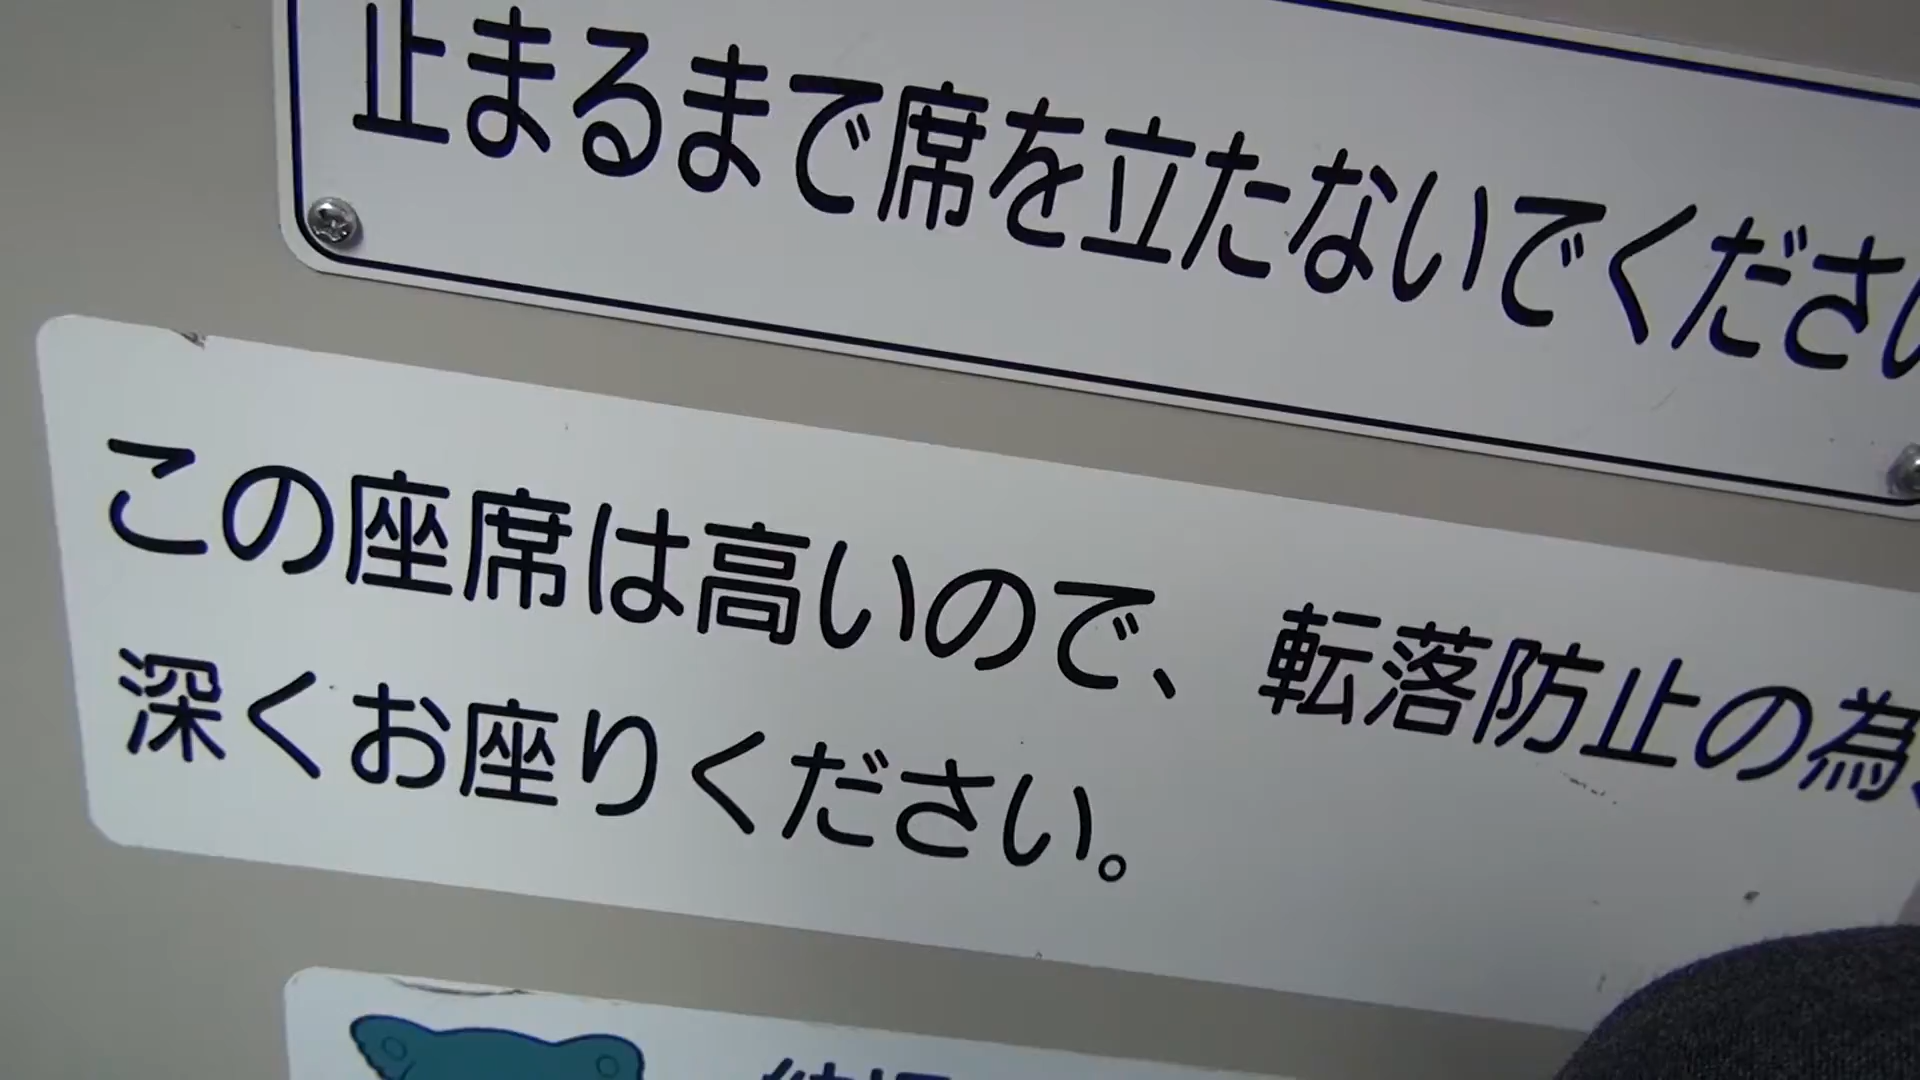 止まるまで席を立たないでください
この座席は高いので、転落防止の為、
深くお座りください。